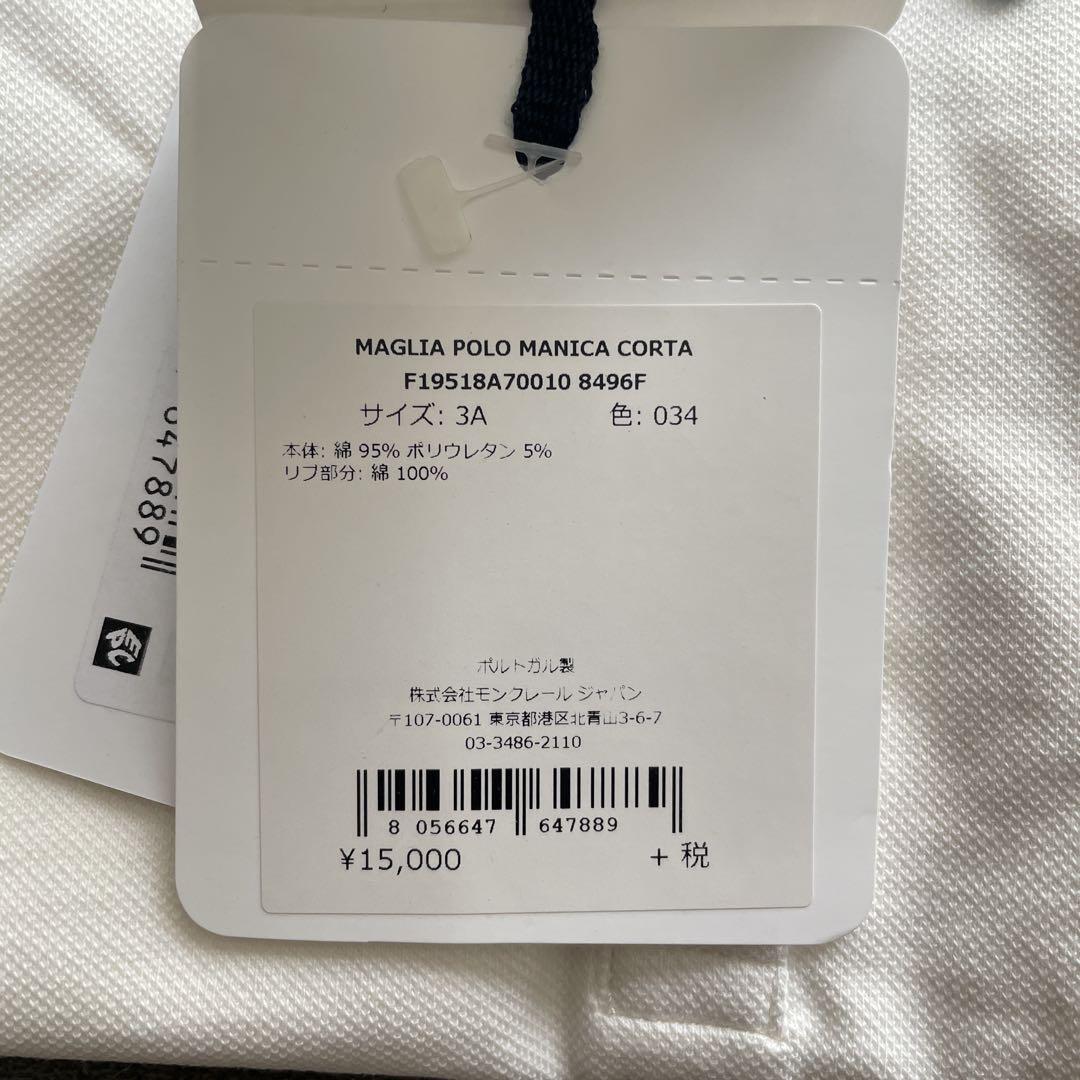 MAGLIA POLO MANICA CORTA
F19518A70010 8496F
サイズ: 3A 色: 034
本体: 綿 95% ポリウレタン 5%
リブ部分: 綿 100%
ポルトガル製
株式会社モンクレール ジャパン
〒107-0061 東京都港区北青山3-6-7
03-3486-2110
8 056647 647889
¥15,000 + 税
647889
EPC